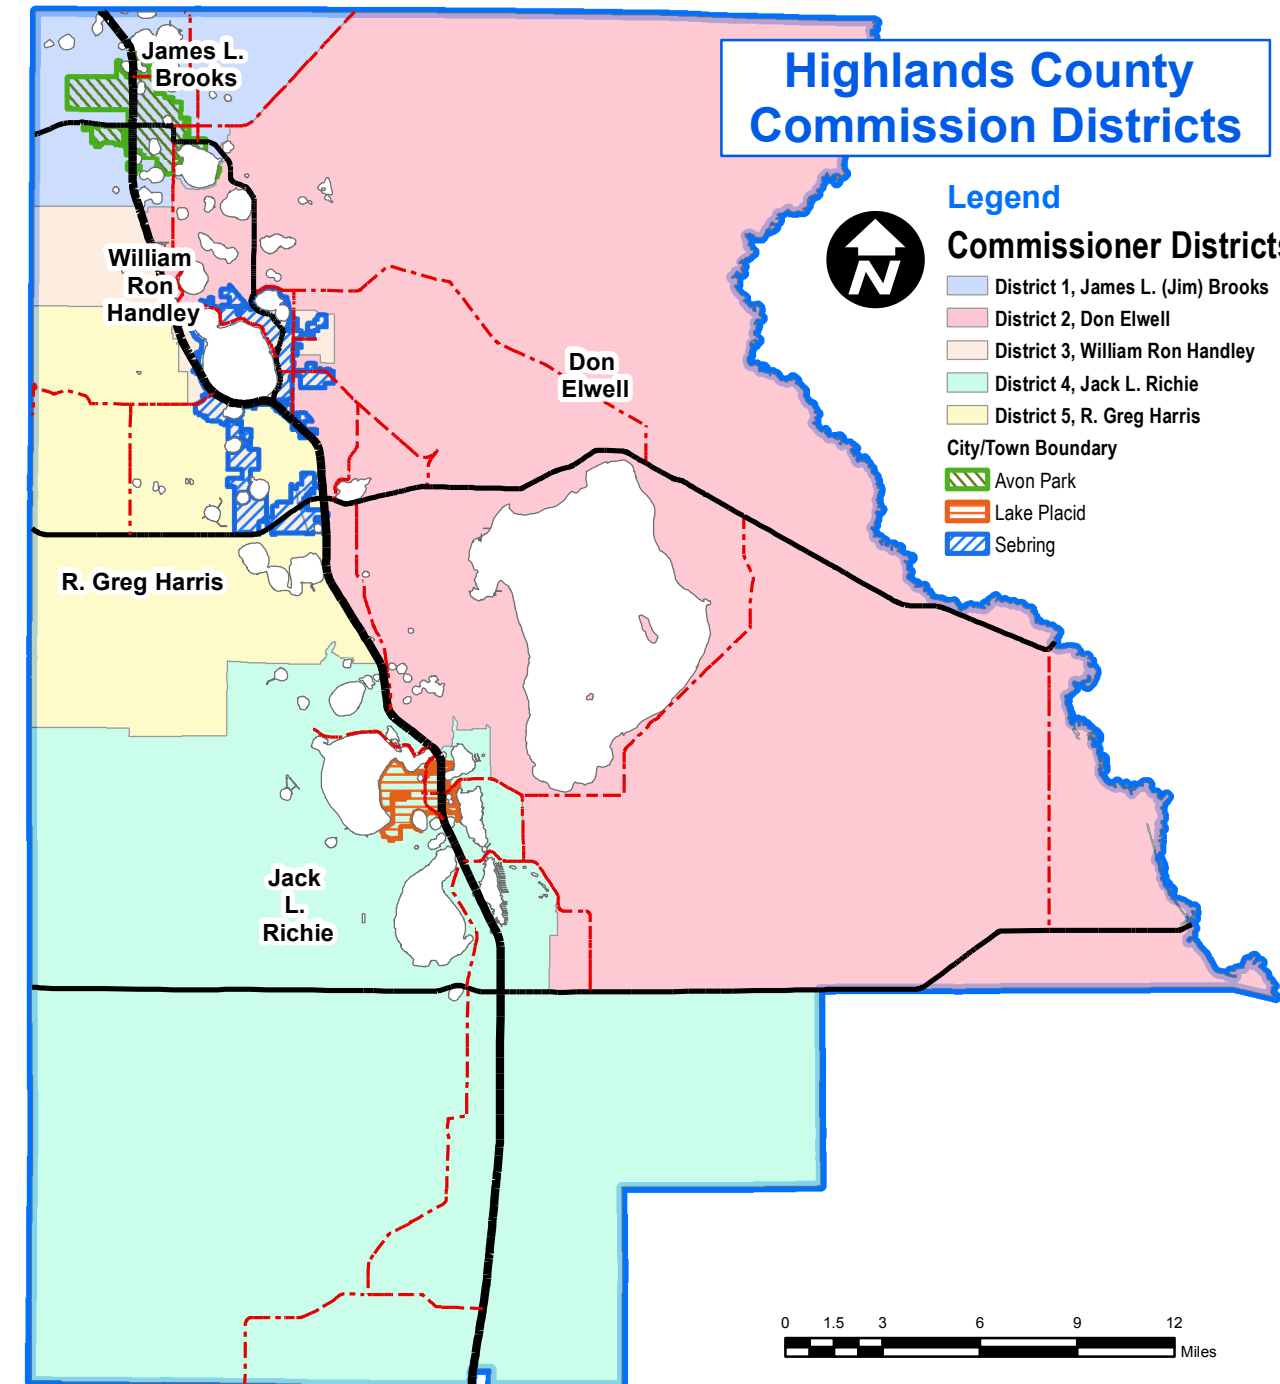 Highlands County
Commission Districts
James L.
Brooks
William
Ron
Handley
Don
Elwell
R. Greg Harris
Jack
L.
Richie
N
Legend
Commissioner Districts
District 1, James L. (Jim) Brooks
District 2, Don Elwell
District 3, William Ron Handley
District 4, Jack L. Richie
District 5, R. Greg Harris
City/Town Boundary
Avon Park
Lake Placid
Sebring
0 1.5 3 6 9 12
Miles